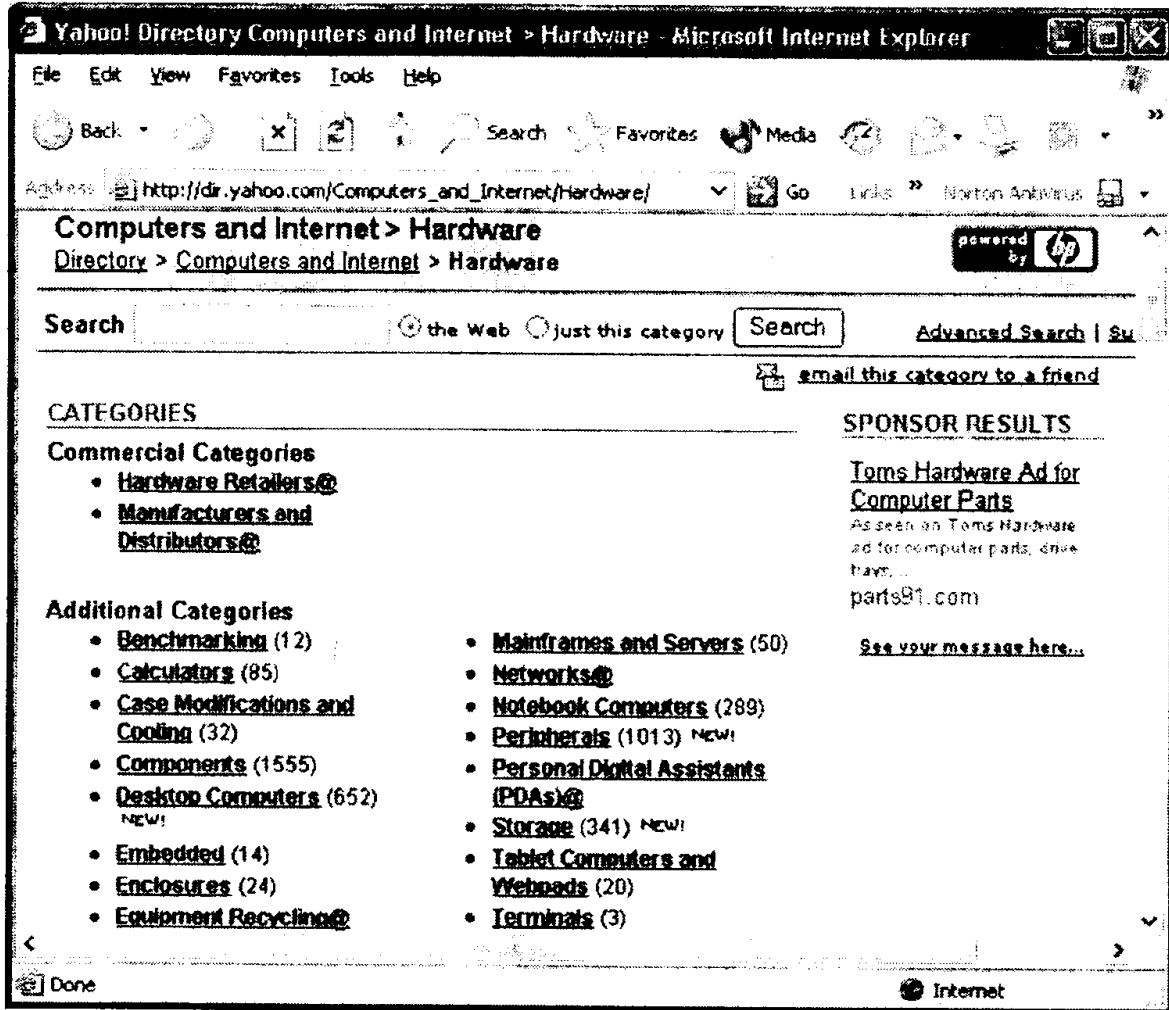 Yahoo! Directory Computers and Internet > Hardware - Microsoft Internet Explorer
File Edit View Favorites Tools Help
Back Search Favorites Media »
Address http://dir.yahoo.com/Computers_and_Internet/Hardware/ Go Links » Norton Antivirus
Computers and Internet > Hardware
Directory > Computers and Internet > Hardware
powered by hp
Search the Web just this category Search Advanced Search | Su
email this category to a friend
CATEGORIES
Commercial Categories
• Hardware Retailers@
• Manufacturers and
Distributors@
Additional Categories
• Benchmarking (12)
• Calculators (85)
• Case Modifications and
Cooling (32)
• Components (1555)
• Desktop Computers (652)
NEW!
• Embedded (14)
• Enclosures (24)
• Equipment Recycling@
• Mainframes and Servers (50)
• Networks@
• Notebook Computers (289)
• Peripherals (1013) NEW!
• Personal Digital Assistants
(PDAs)@
• Storage (341) NEW!
• Tablet Computers and
Webpads (20)
• Terminals (3)
SPONSOR RESULTS
Toms Hardware Ad for
Computer Parts
As seen on Toms Hardware
ad for computer parts, drive
trays, ...
parts91.com
See your message here...
Done Internet